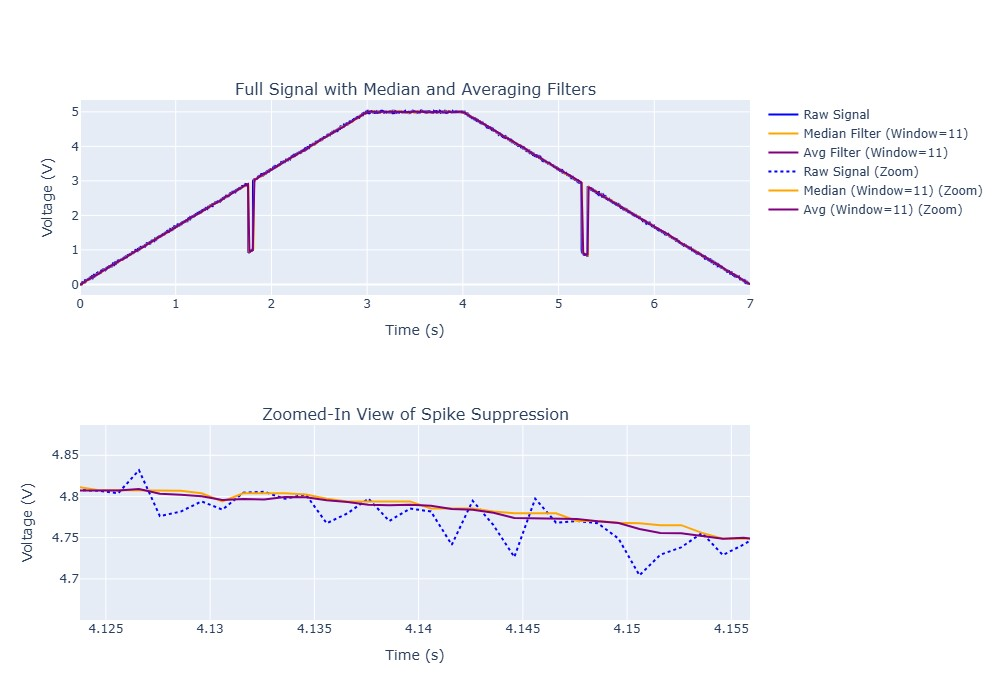 Full Signal with Median and Averaging Filters
5
4
3
2
1
0
Voltage (V)
0 1 2 3 4 5 6 7
Time (s)
Raw Signal
Median Filter (Window=11)
Avg Filter (Window=11)
Raw Signal (Zoom)
Median (Window=11) (Zoom)
Avg (Window=11) (Zoom)
Zoomed-In View of Spike Suppression
4.85
4.8
4.75
4.7
Voltage (V)
4.125 4.13 4.135 4.14 4.145 4.15 4.155
Time (s)